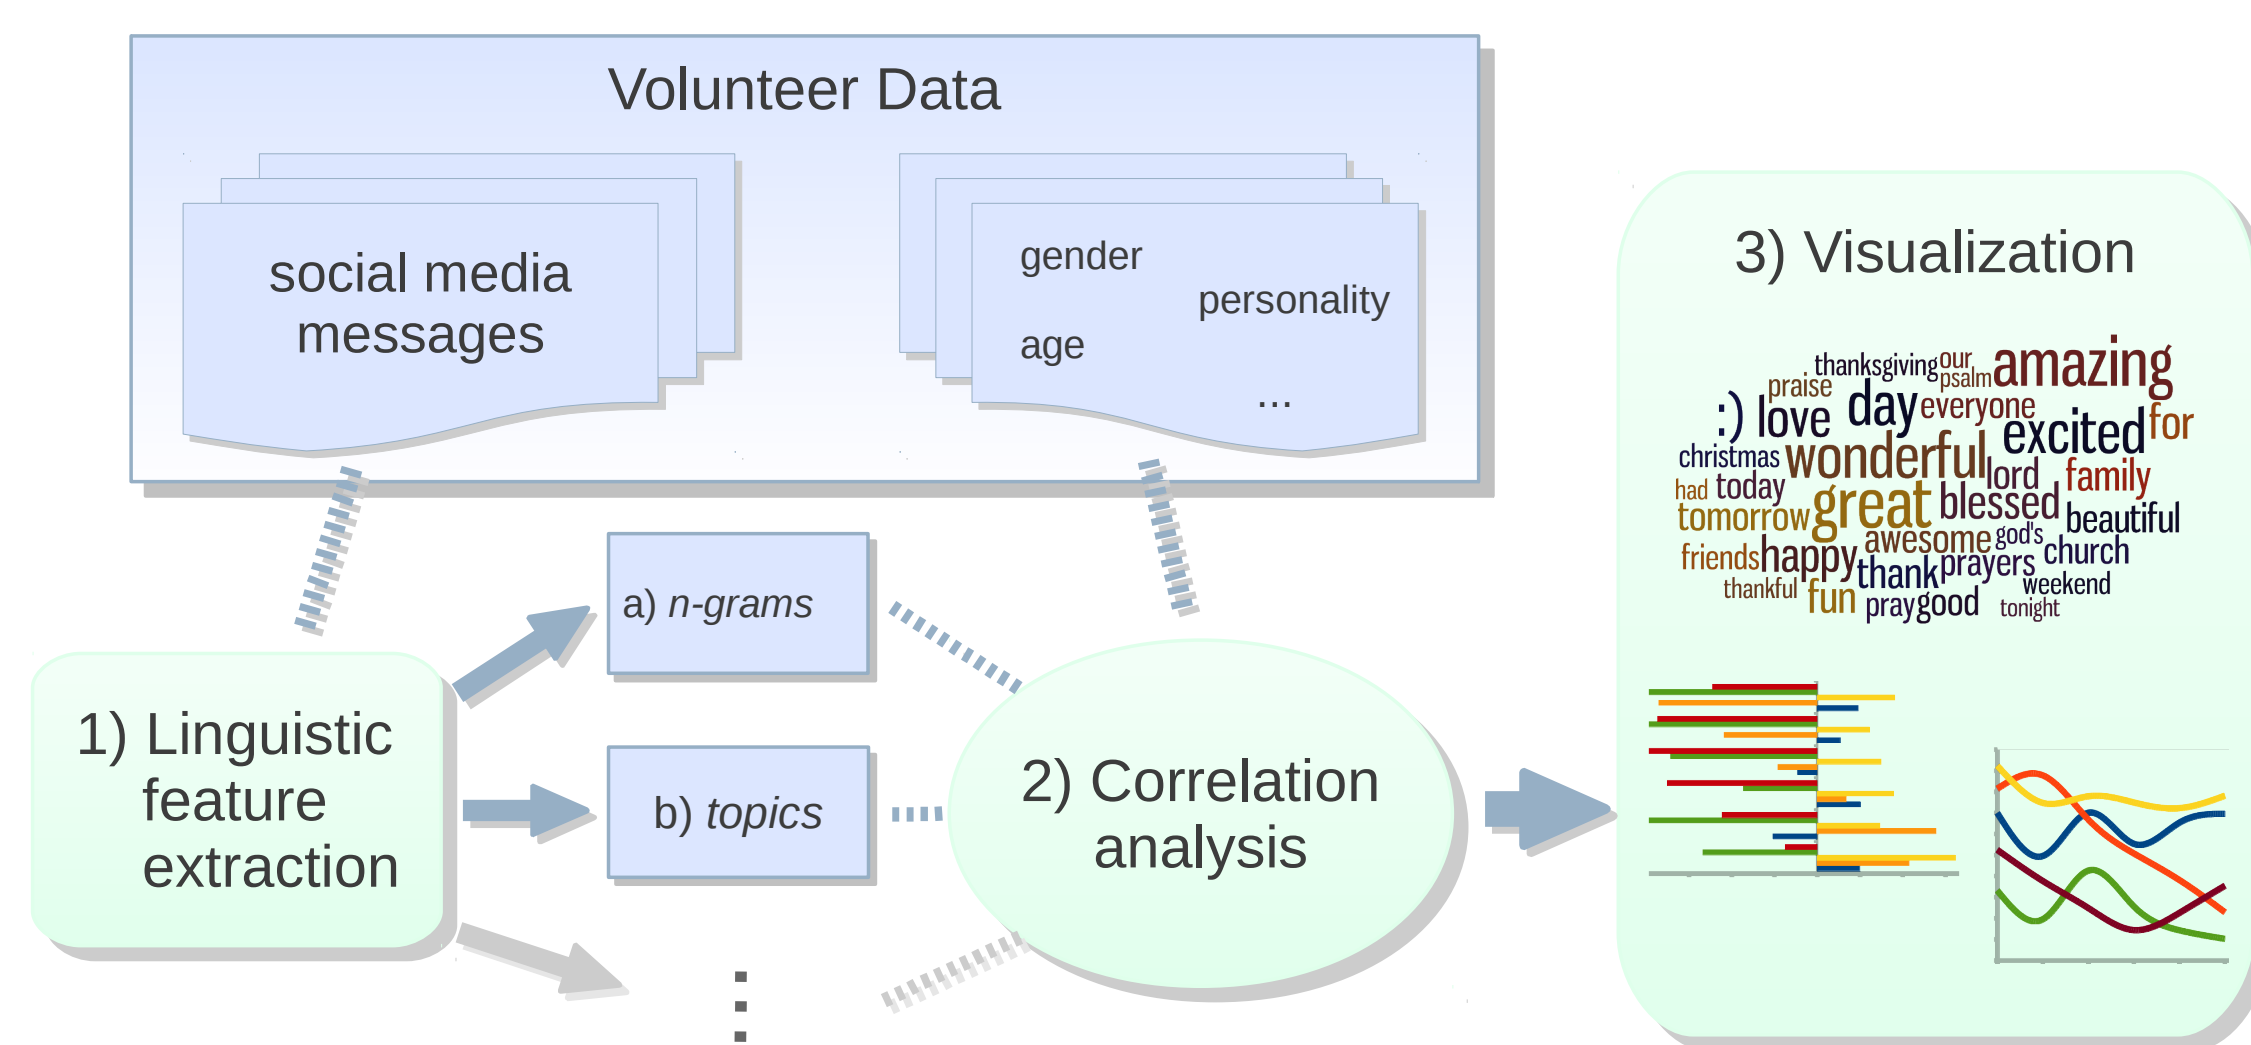 Volunteer Data
social media
messages
gender
personality
age
...
1) Linguistic
feature
extraction
a) n-grams
b) topics
2) Correlation
analysis
3) Visualization
thanksgiving our amazing
praise psalm
:) love day everyone excited for
christmas wonderful lord family
had today great blessed
tomorrow beautiful
friends happy awesome god's church
thank prayers
thankful fun pray good weekend
tonight